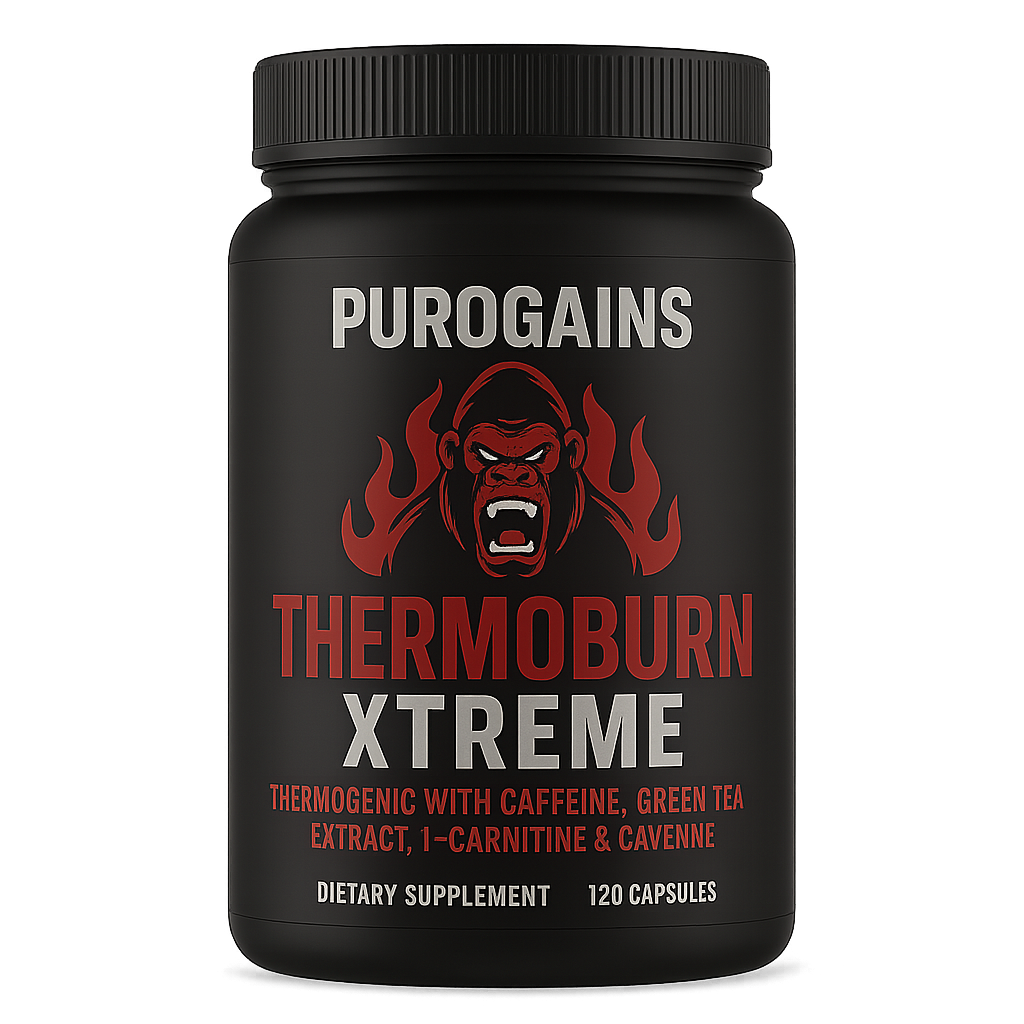 PUROGAINS
THERMOBURN
XTREME
THERMOGENIC WITH CAFFEINE, GREEN TEA
EXTRACT, 1-CARNITINE & CAVENNE
DIETARY SUPPLEMENT 120 CAPSULES